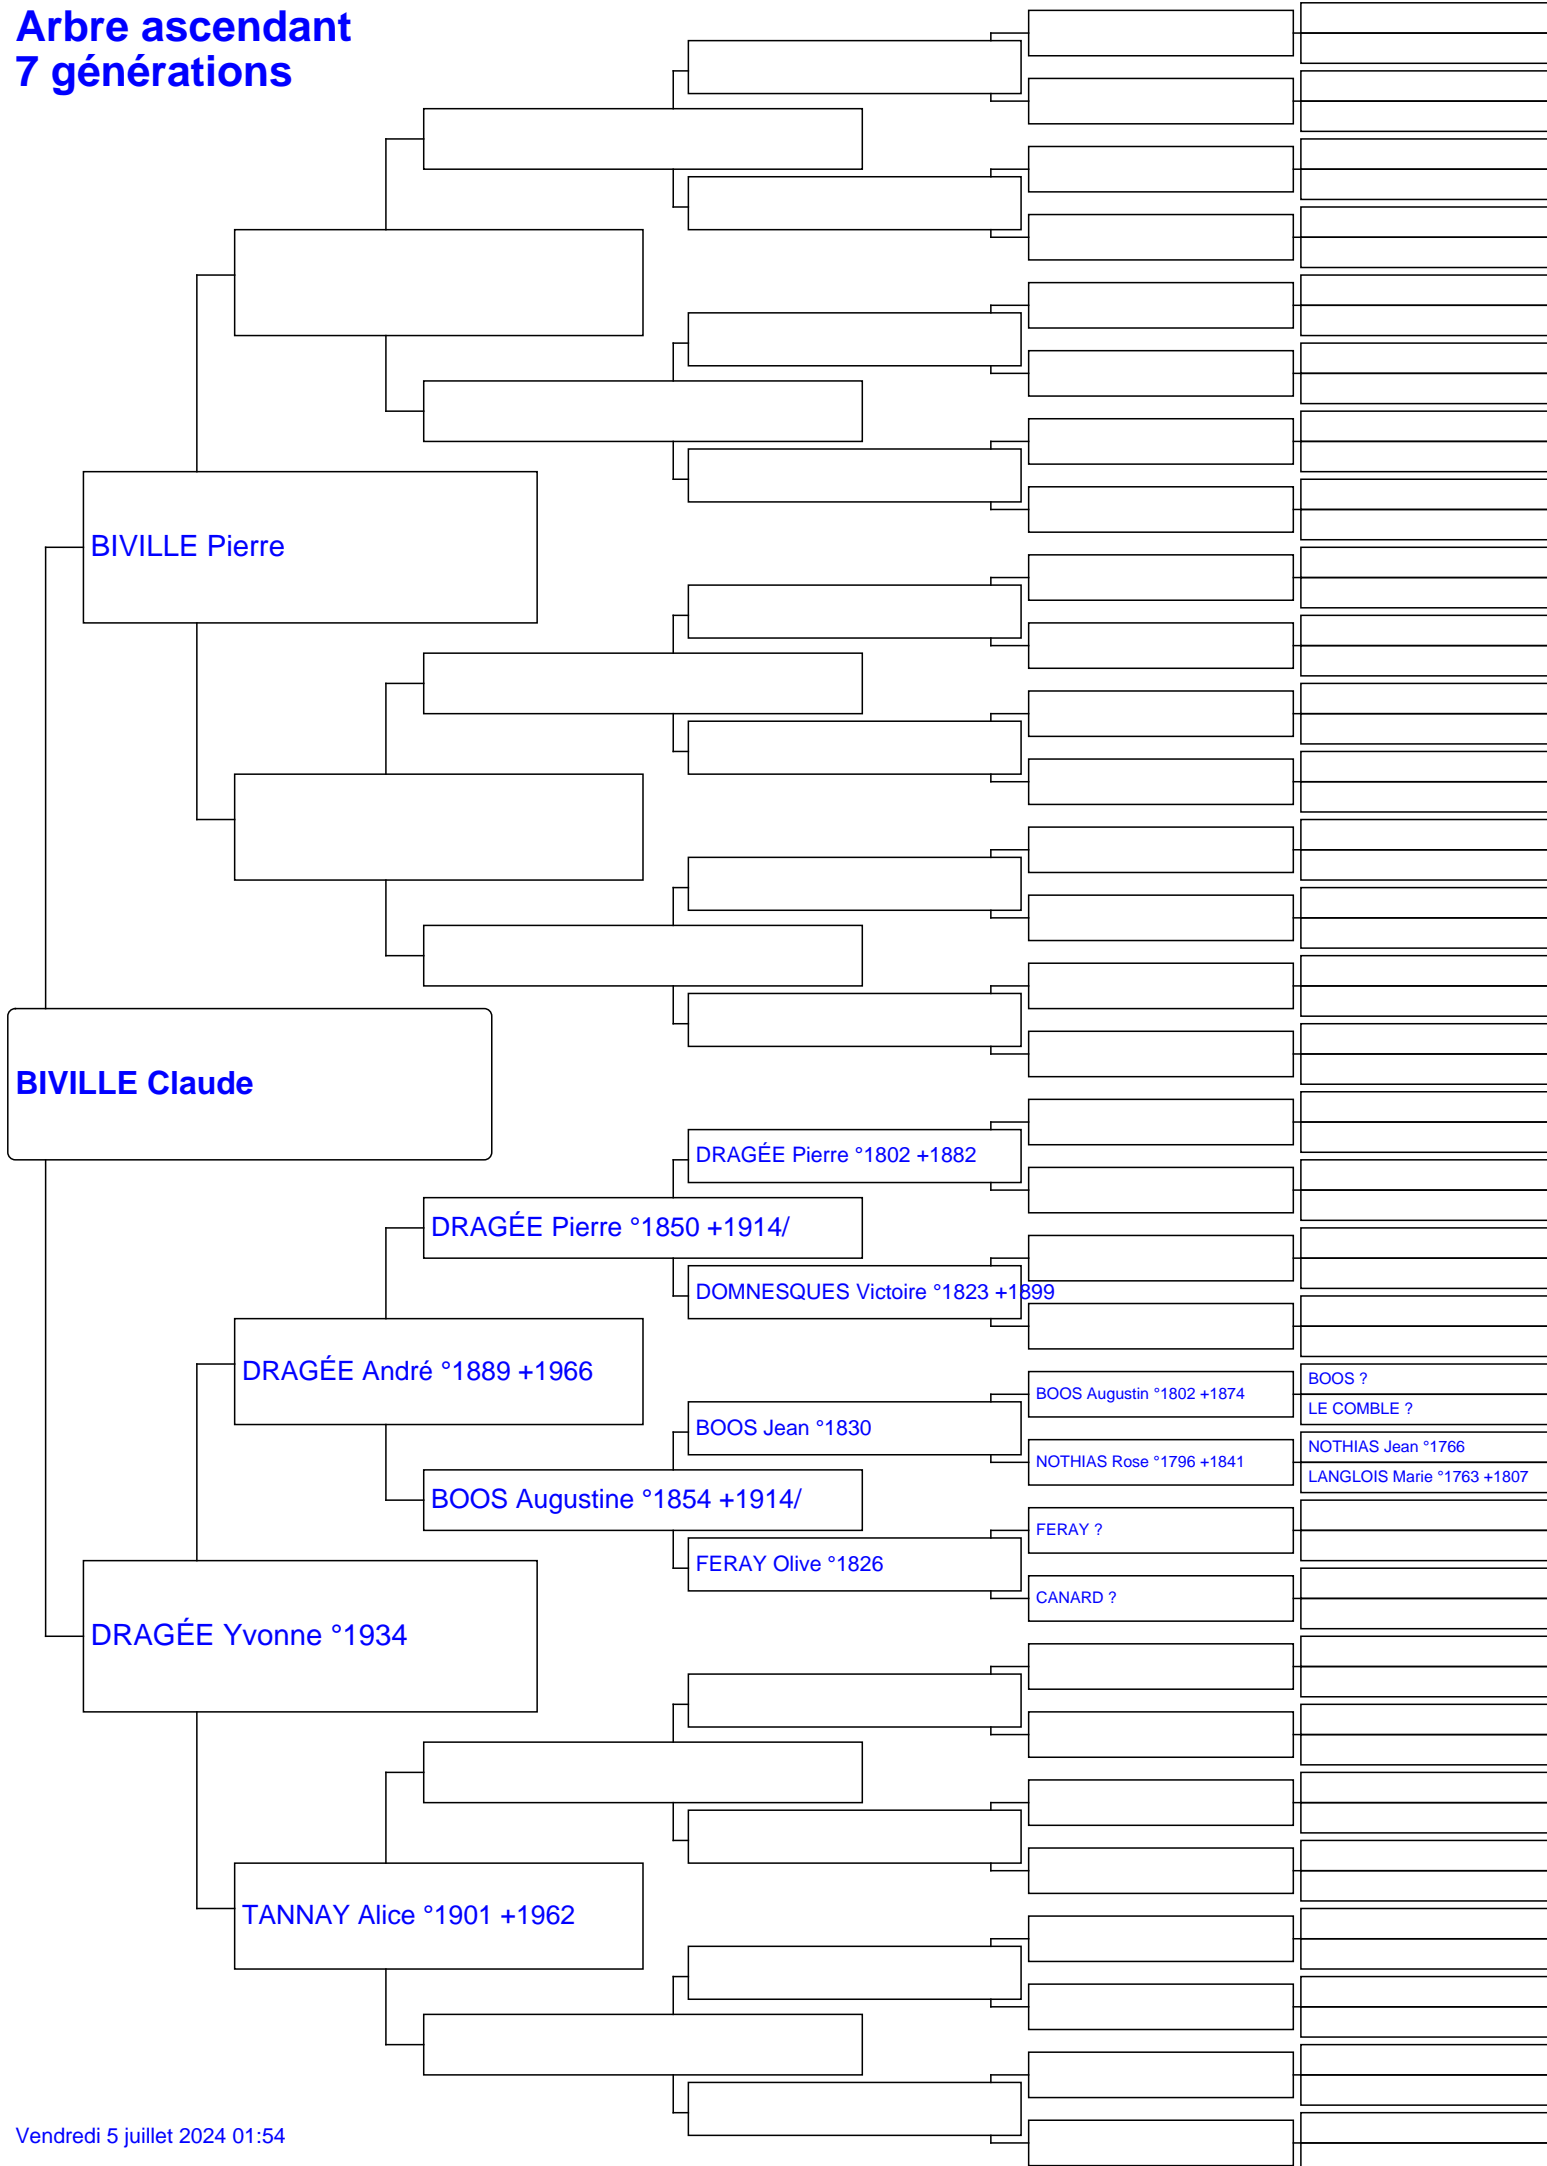 Arbre ascendant
7 générations
BIVILLE Pierre
BIVILLE Claude
DRAGÉE Pierre °1802 +1882
DRAGÉE Pierre °1850 +1914/
DOMNESQUES Victoire °1823 +1899
DRAGÉE André °1889 +1966
BOOS ?
BOOS Augustin °1802 +1874
LE COMBLE ?
BOOS Jean °1830
NOTHIAS Jean °1766
NOTHIAS Rose °1796 +1841
LANGLOIS Marie °1763 +1807
BOOS Augustine °1854 +1914/
FERAY ?
FERAY Olive °1826
CANARD ?
DRAGÉE Yvonne °1934
TANNAY Alice °1901 +1962
Vendredi 5 juillet 2024 01:54